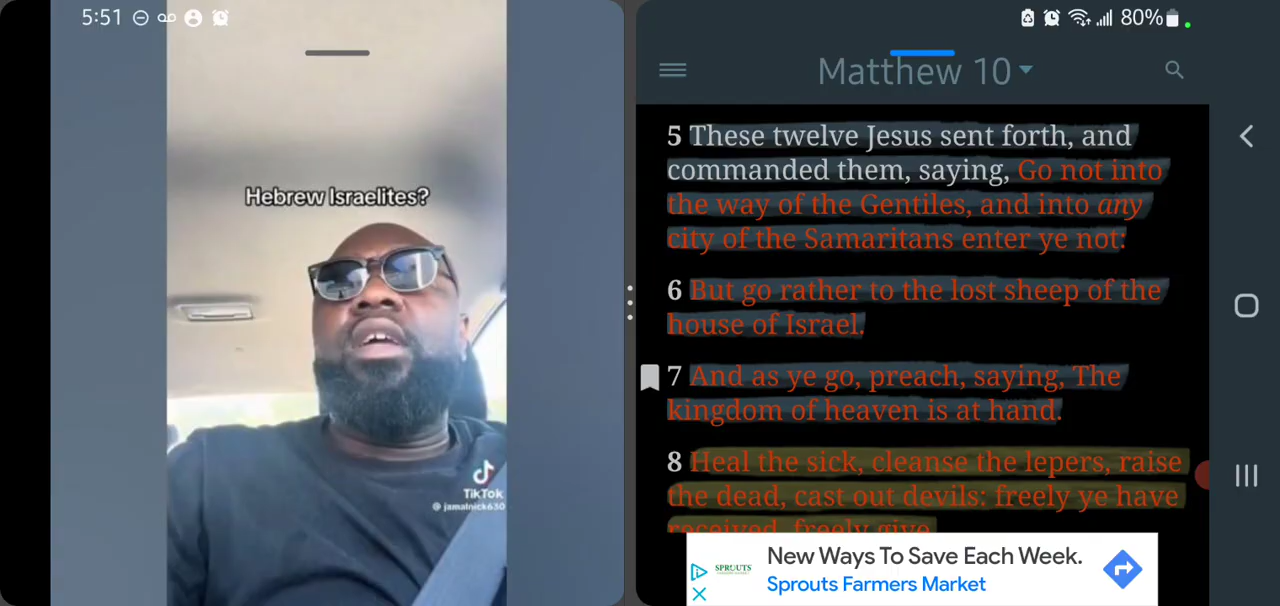 5:51
Hebrew Israelites?
TikTok
@ jamalnick630
80%
Matthew 10
5 These twelve Jesus sent forth, and
commanded them, saying, Go not into
the way of the Gentiles, and into any
city of the Samaritans enter ye not:
6 But go rather to the lost sheep of the
house of Israel.
7 And as ye go, preach, saying, The
kingdom of heaven is at hand.
8 Heal the sick, cleanse the lepers, raise
the dead, cast out devils: freely ye have
received, freely give.
SPROUTS
New Ways To Save Each Week.
Sprouts Farmers Market